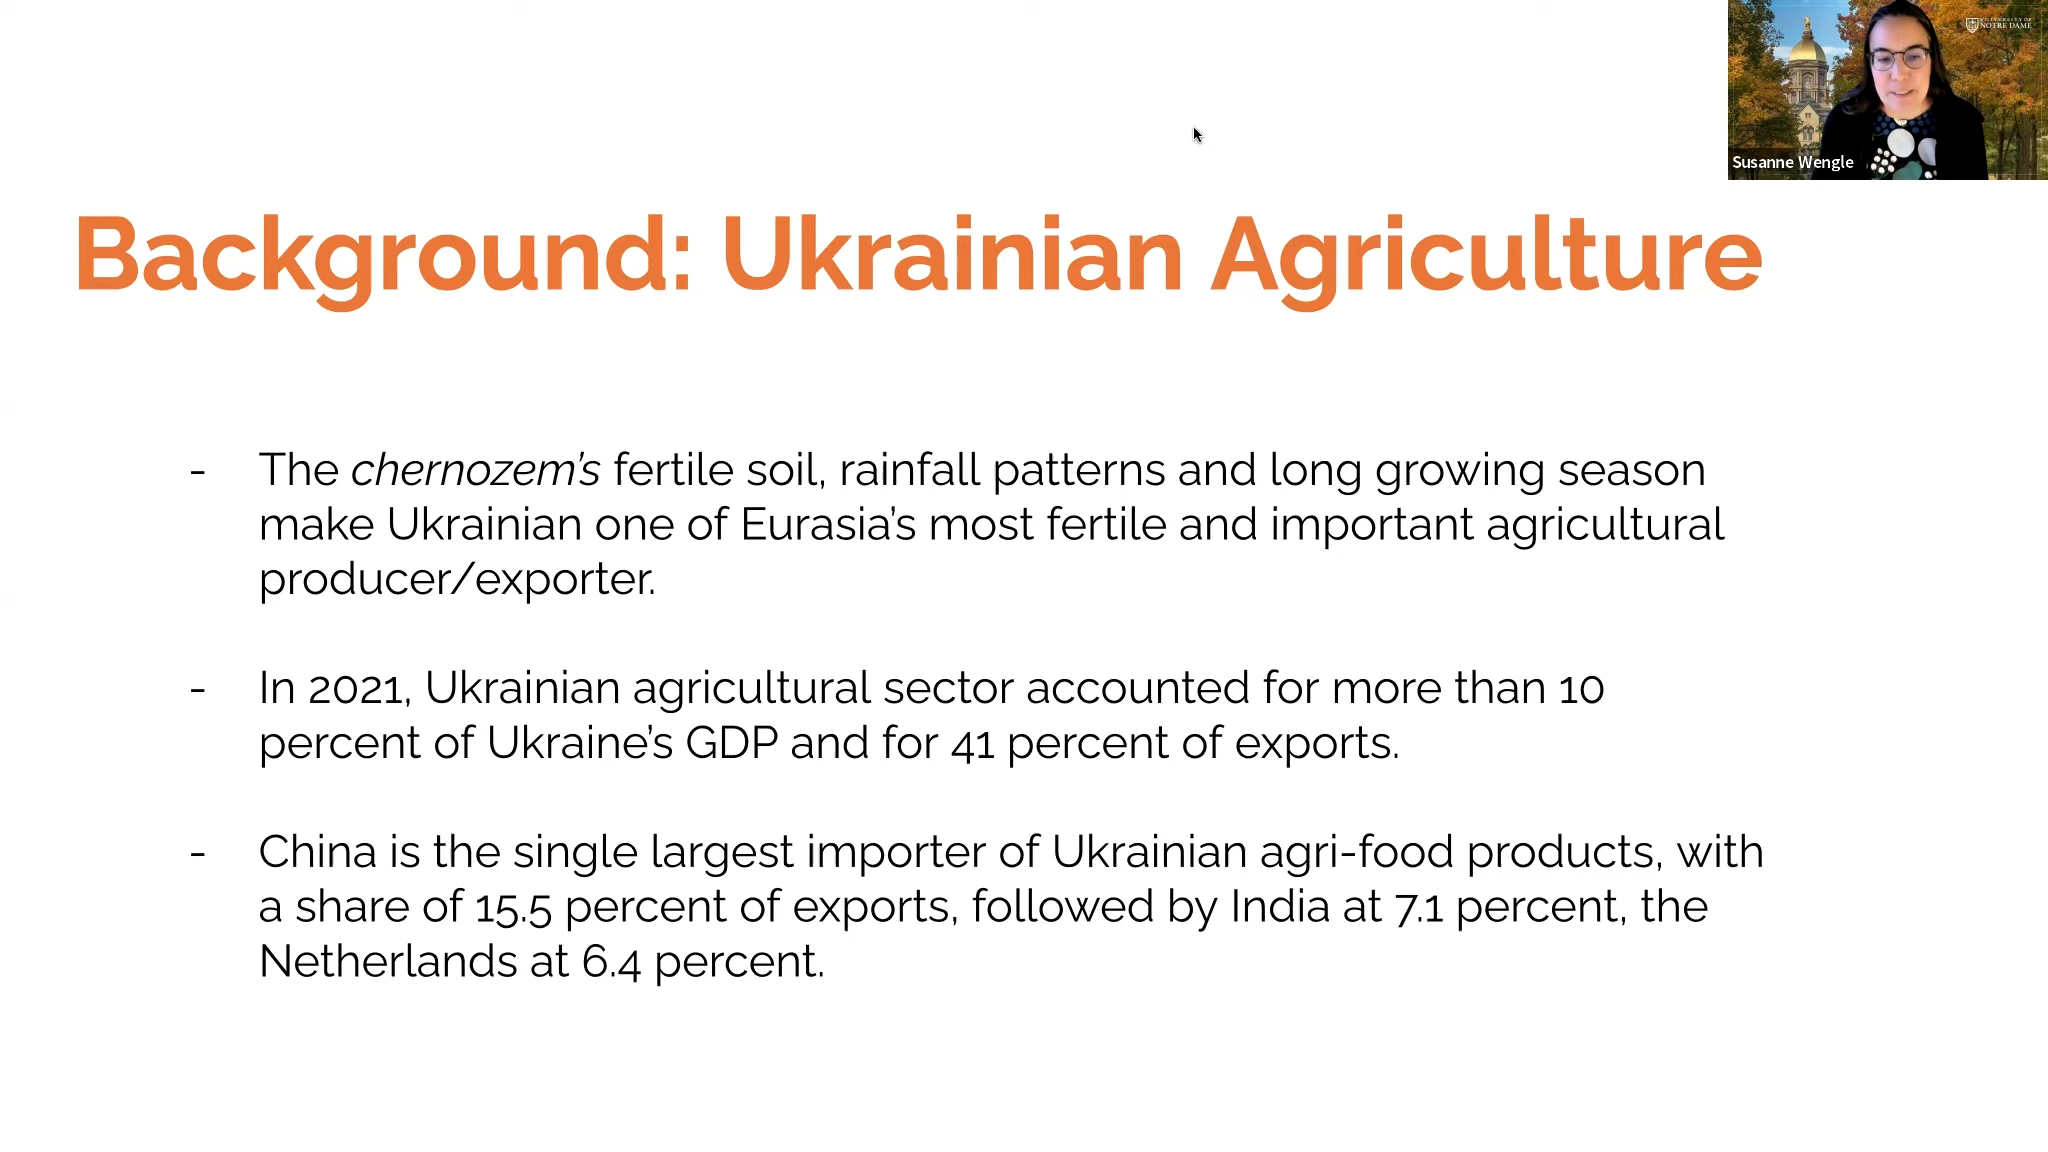 UNIVERSITY OF
NOTRE DAME
Susanne Wengle
Background: Ukrainian Agriculture
- The chernozem's fertile soil, rainfall patterns and long growing season
make Ukrainian one of Eurasia's most fertile and important agricultural
producer/exporter.
- In 2021, Ukrainian agricultural sector accounted for more than 10
percent of Ukraine's GDP and for 41 percent of exports.
- China is the single largest importer of Ukrainian agri-food products, with
a share of 15.5 percent of exports, followed by India at 7.1 percent, the
Netherlands at 6.4 percent.